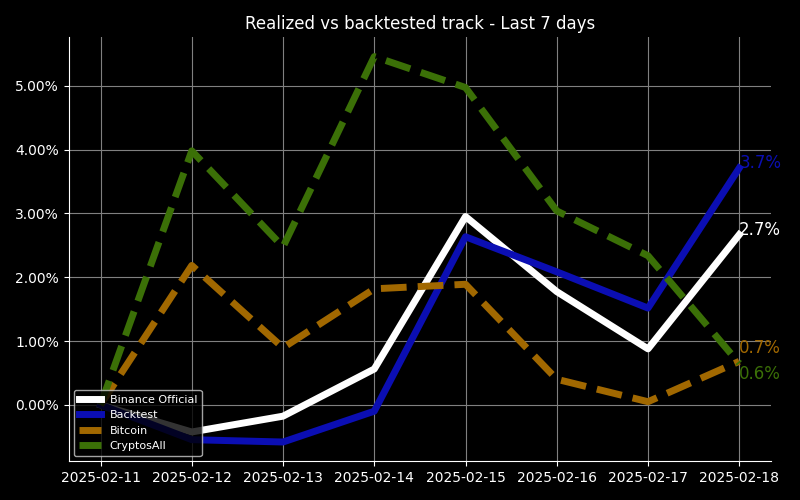 Realized vs backtested track - Last 7 days
5.00%
4.00%
3.00%
2.00%
1.00%
0.00%
3.7%
2.7%
0.7%
0.6%
Binance Official
Backtest
Bitcoin
CryptosAll
2025-02-11 2025-02-12 2025-02-13 2025-02-14 2025-02-15 2025-02-16 2025-02-17 2025-02-18